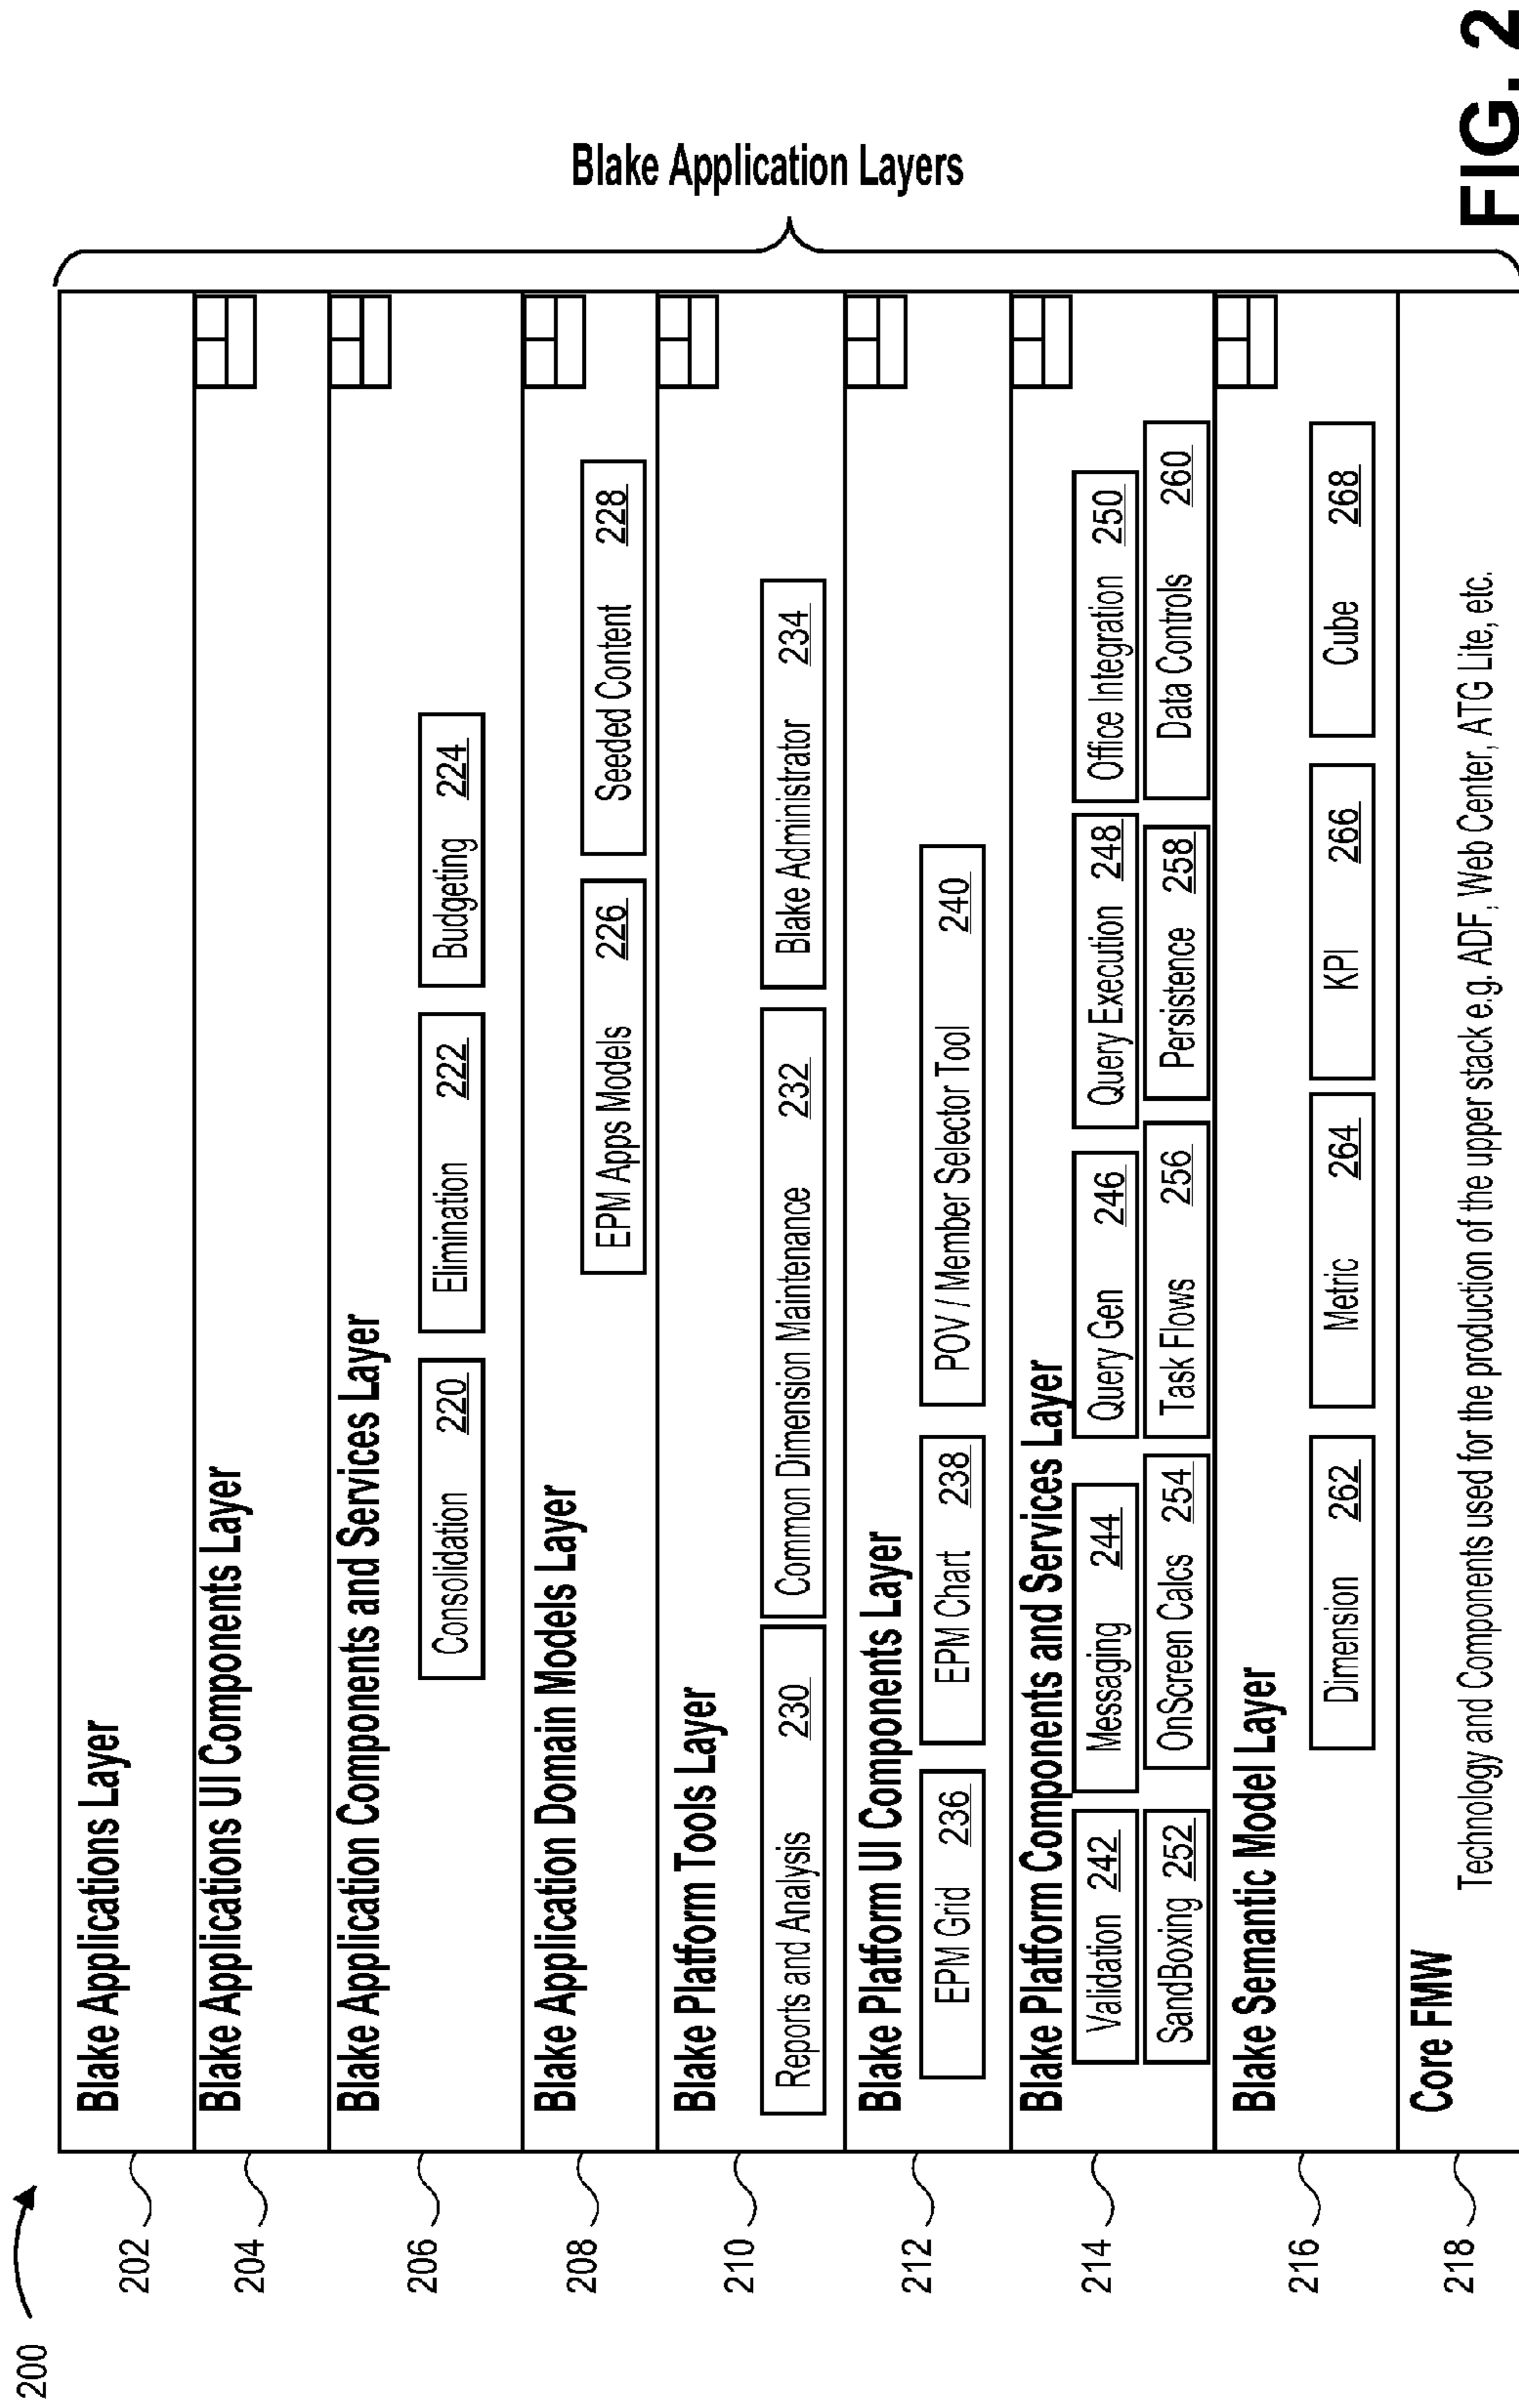 200
Blake Application Layers
202
Blake Applications Layer
204
Blake Applications UI Components Layer
206
Blake Application Components and Services Layer
Consolidation 220
Elimination 222
Budgeting 224
208
Blake Application Domain Models Layer
EPM Apps Models 226
Seeded Content 228
210
Blake Platform Tools Layer
Reports and Analysis 230
Common Dimension Maintenance 232
Blake Administrator 234
212
Blake Platform UI Components Layer
EPM Grid 236
EPM Chart 238
POV / Member Selector Tool 240
214
Blake Platform Components and Services Layer
Validation 242
Messaging 244
Query Gen 246
Query Execution 248
Office Integration 250
SandBoxing 252
OnScreen Calcs 254
Task Flows 256
Persistence 258
Data Controls 260
216
Blake Semantic Model Layer
Dimension 262
Metric 264
KPI 266
Cube 268
218
Core FMW
Technology and Components used for the production of the upper stack e.g. ADF, Web Center, ATG Lite, etc.
FIG. 2